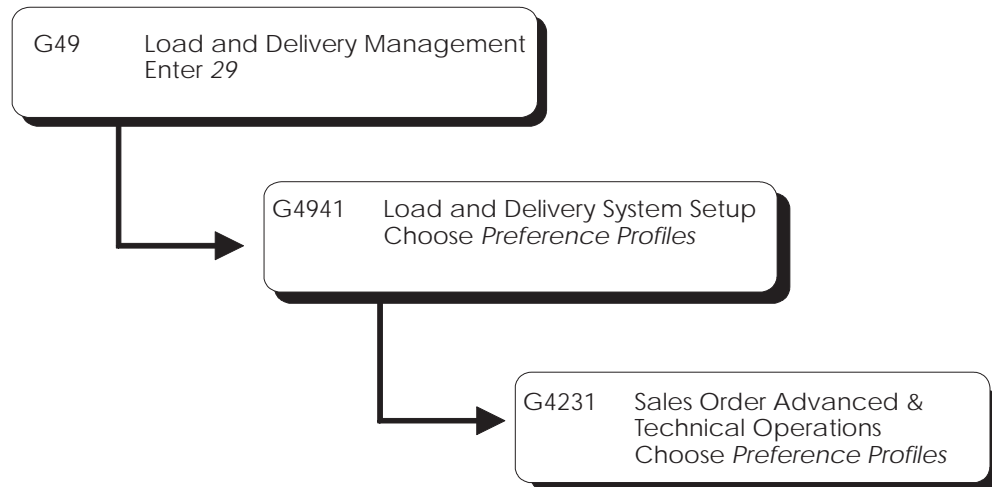 G49 Load and Delivery Management
Enter 29
G4941 Load and Delivery System Setup
Choose Preference Profiles
G4231 Sales Order Advanced &
Technical Operations
Choose Preference Profiles